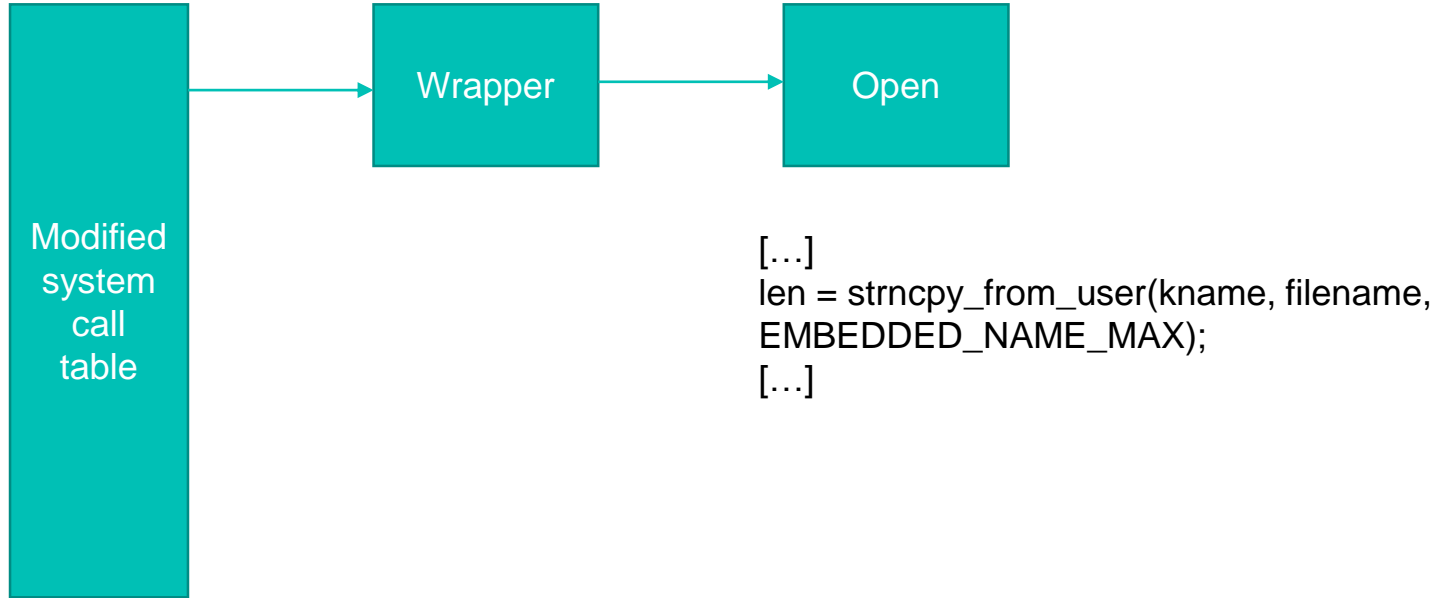 Modified
system
call
table
Wrapper
Open
[…]
len = strncpy_from_user(kname, filename,
EMBEDDED_NAME_MAX);
[…]